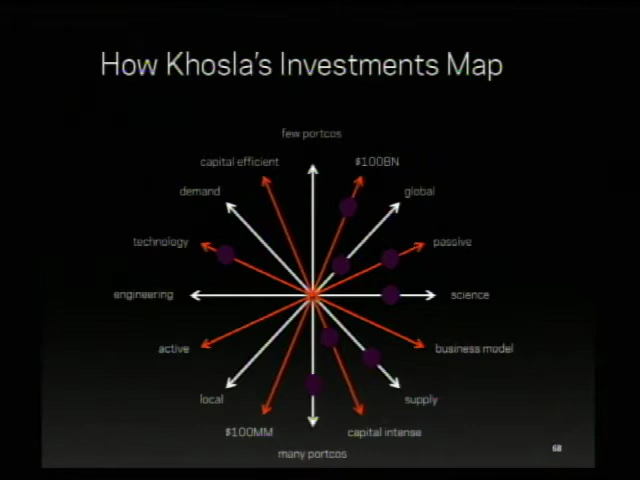 How Khosla's Investments Map
few portcos
capital efficient
$100BN
demand
global
technology
passive
engineering
science
active
business model
local
supply
$100MM
capital intense
many portcos
68